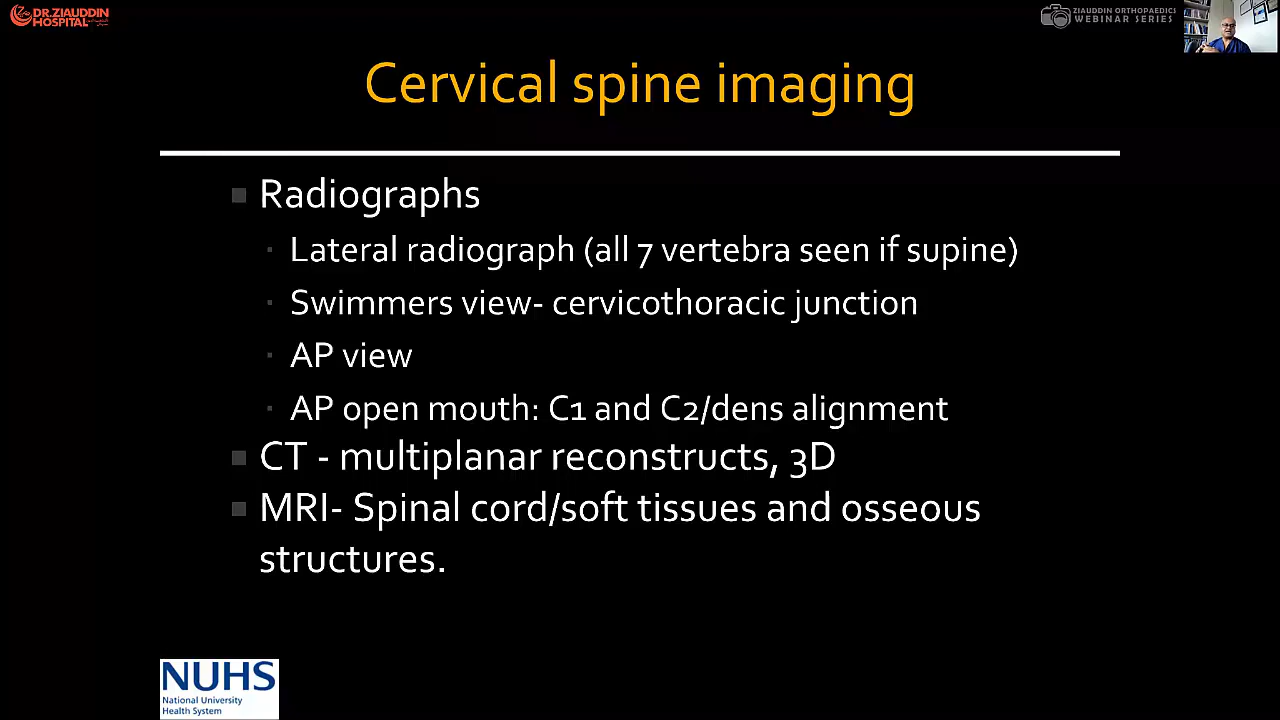 DR.ZIAUDDIN
HOSPITAL
ZIAUDDIN ORTHOPAEDICS
WEBINAR SERIES
Cervical spine imaging
Radiographs
Lateral radiograph (all 7 vertebra seen if supine)
Swimmers view- cervicothoracic junction
AP view
AP open mouth: C1 and C2/dens alignment
CT - multiplanar reconstructs, 3D
MRI- Spinal cord/soft tissues and osseous
structures.
NUHS
National University
Health System